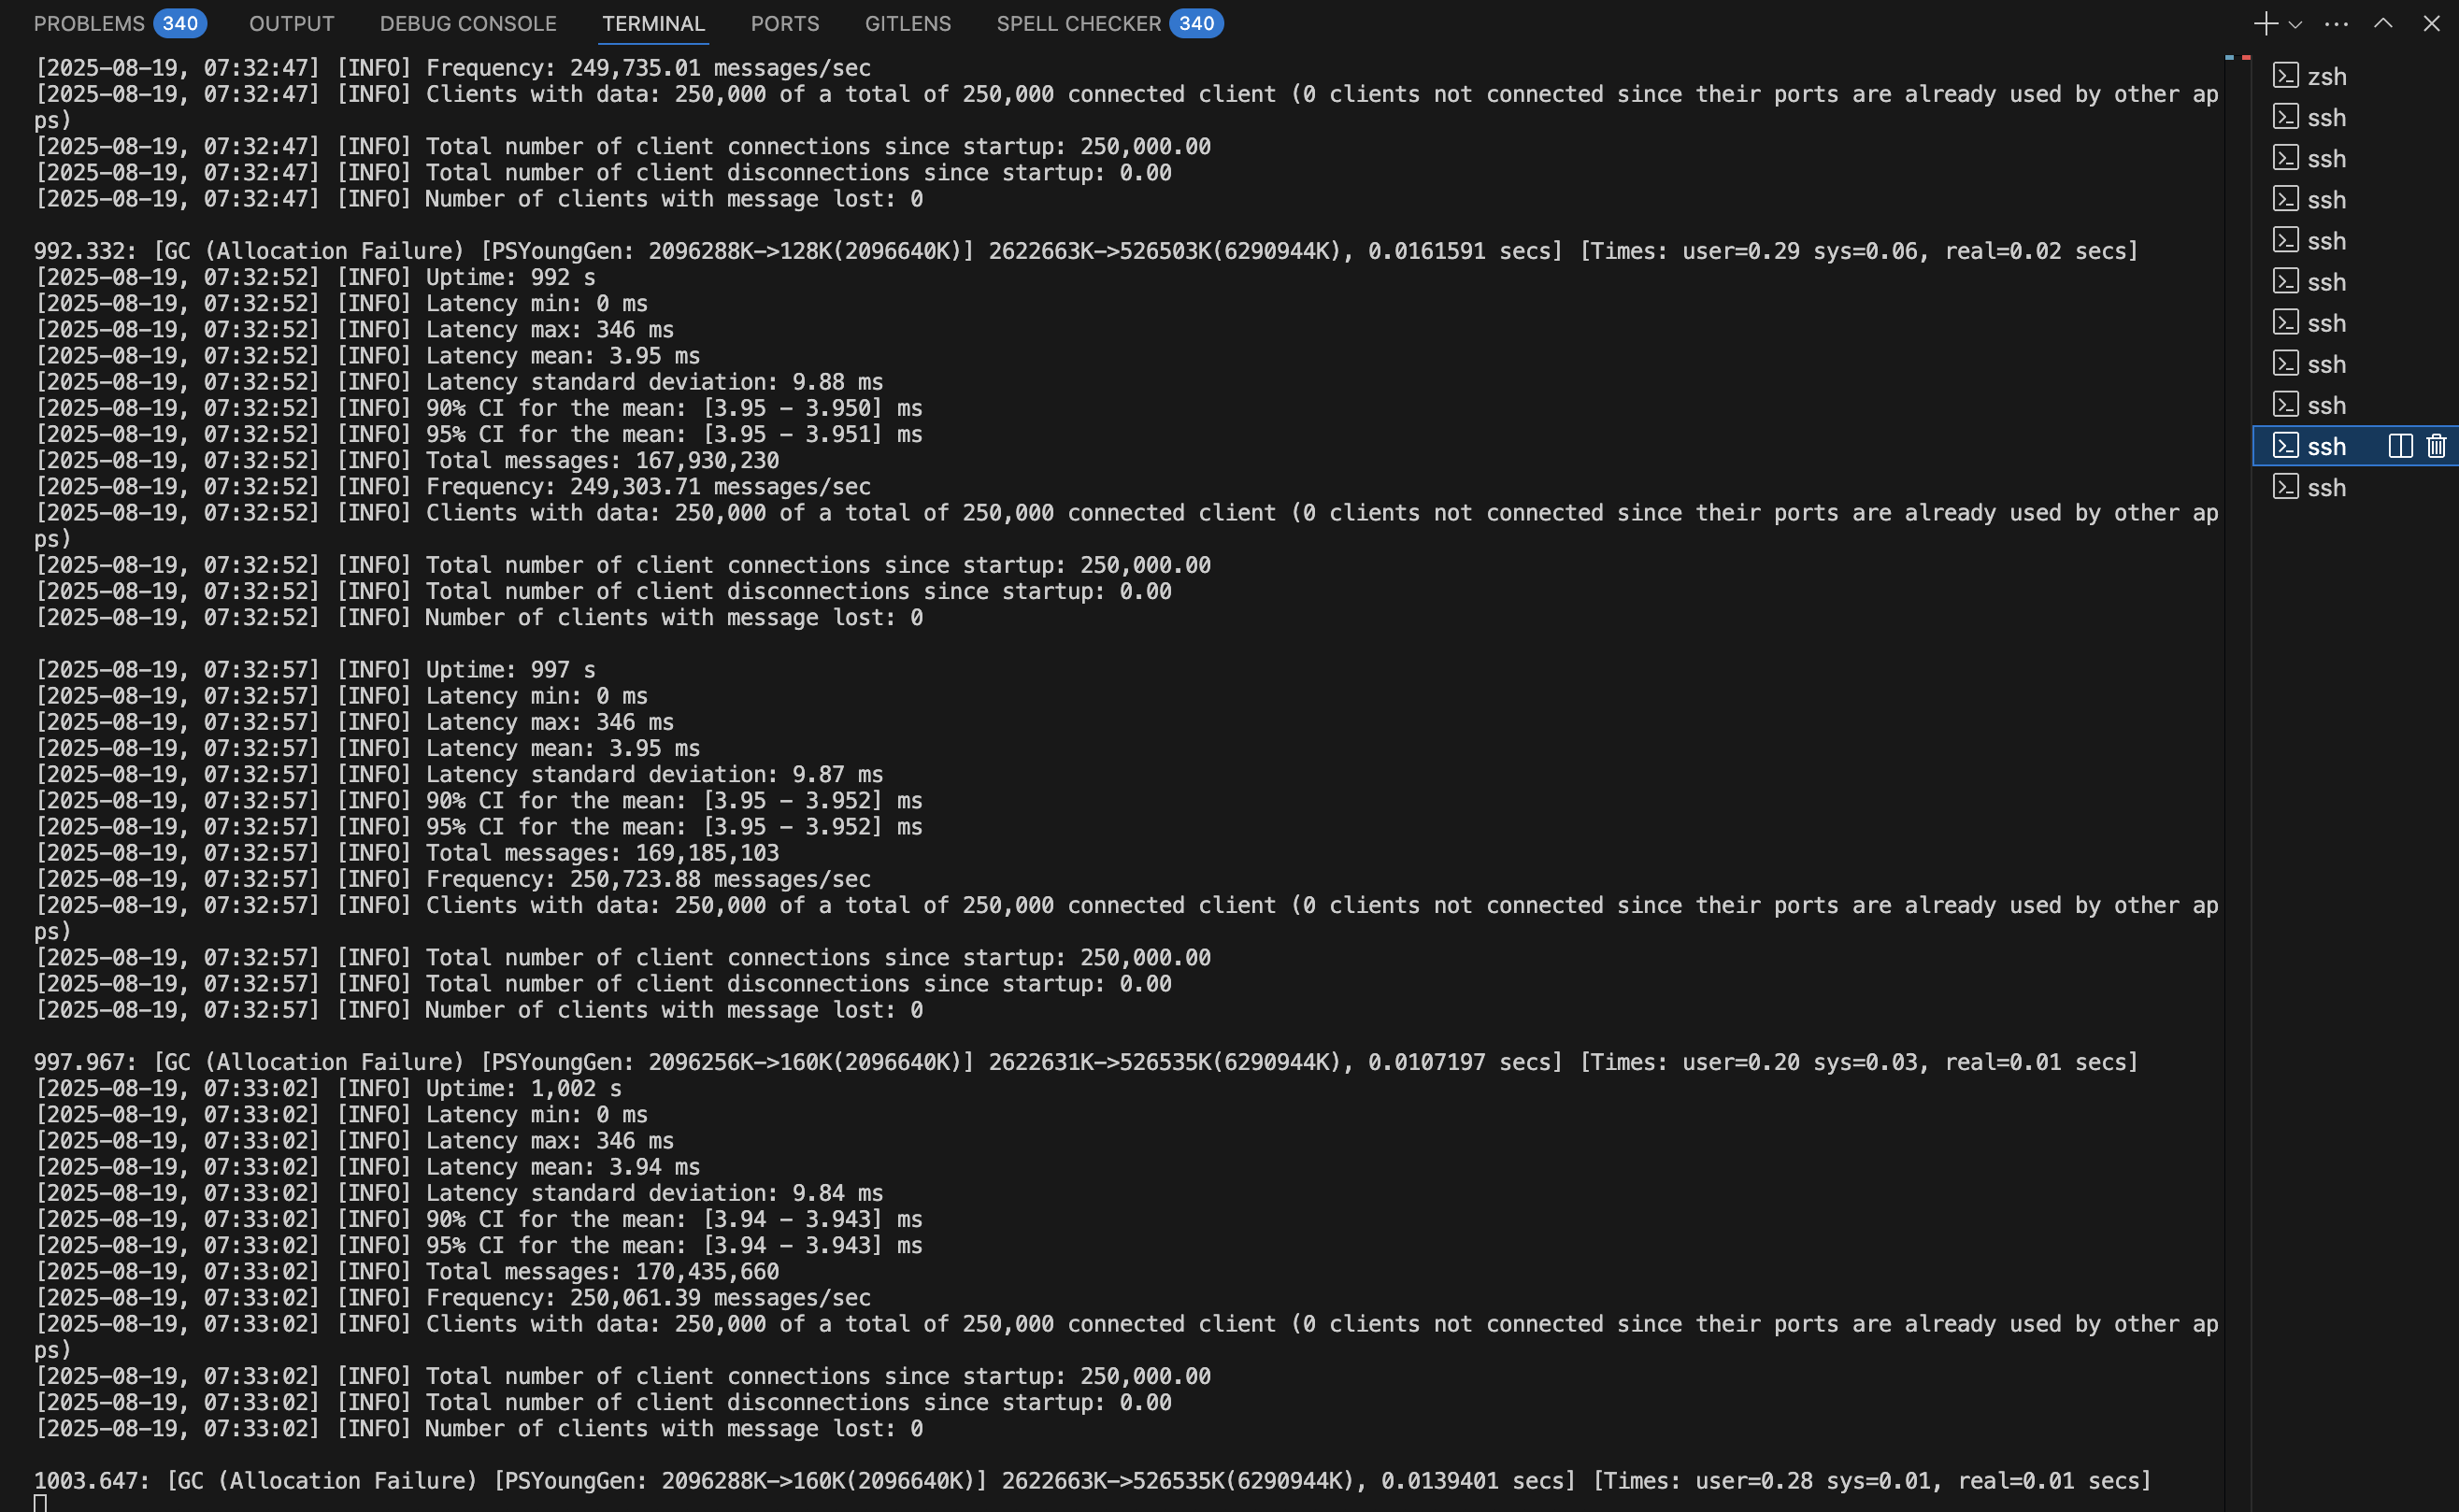 PROBLEMS 340 OUTPUT DEBUG CONSOLE TERMINAL PORTS GITLENS SPELL CHECKER 340
[2025-08-19, 07:32:47] [INFO] Frequency: 249,735.01 messages/sec
[2025-08-19, 07:32:47] [INFO] Clients with data: 250,000 of a total of 250,000 connected client (0 clients not connected since their ports are already used by other ap
ps)
[2025-08-19, 07:32:47] [INFO] Total number of client connections since startup: 250,000.00
[2025-08-19, 07:32:47] [INFO] Total number of client disconnections since startup: 0.00
[2025-08-19, 07:32:47] [INFO] Number of clients with message lost: 0
992.332: [GC (Allocation Failure) [PSYoungGen: 2096288K->128K(2096640K)] 2622663K->526503K(6290944K), 0.0161591 secs] [Times: user=0.29 sys=0.06, real=0.02 secs]
[2025-08-19, 07:32:52] [INFO] Uptime: 992 s
[2025-08-19, 07:32:52] [INFO] Latency min: 0 ms
[2025-08-19, 07:32:52] [INFO] Latency max: 346 ms
[2025-08-19, 07:32:52] [INFO] Latency mean: 3.95 ms
[2025-08-19, 07:32:52] [INFO] Latency standard deviation: 9.88 ms
[2025-08-19, 07:32:52] [INFO] 90% CI for the mean: [3.95 - 3.950] ms
[2025-08-19, 07:32:52] [INFO] 95% CI for the mean: [3.95 - 3.951] ms
[2025-08-19, 07:32:52] [INFO] Total messages: 167,930,230
[2025-08-19, 07:32:52] [INFO] Frequency: 249,303.71 messages/sec
[2025-08-19, 07:32:52] [INFO] Clients with data: 250,000 of a total of 250,000 connected client (0 clients not connected since their ports are already used by other ap
ps)
[2025-08-19, 07:32:52] [INFO] Total number of client connections since startup: 250,000.00
[2025-08-19, 07:32:52] [INFO] Total number of client disconnections since startup: 0.00
[2025-08-19, 07:32:52] [INFO] Number of clients with message lost: 0
[2025-08-19, 07:32:57] [INFO] Uptime: 997 s
[2025-08-19, 07:32:57] [INFO] Latency min: 0 ms
[2025-08-19, 07:32:57] [INFO] Latency max: 346 ms
[2025-08-19, 07:32:57] [INFO] Latency mean: 3.95 ms
[2025-08-19, 07:32:57] [INFO] Latency standard deviation: 9.87 ms
[2025-08-19, 07:32:57] [INFO] 90% CI for the mean: [3.95 - 3.952] ms
[2025-08-19, 07:32:57] [INFO] 95% CI for the mean: [3.95 - 3.952] ms
[2025-08-19, 07:32:57] [INFO] Total messages: 169,185,103
[2025-08-19, 07:32:57] [INFO] Frequency: 250,723.88 messages/sec
[2025-08-19, 07:32:57] [INFO] Clients with data: 250,000 of a total of 250,000 connected client (0 clients not connected since their ports are already used by other ap
ps)
[2025-08-19, 07:32:57] [INFO] Total number of client connections since startup: 250,000.00
[2025-08-19, 07:32:57] [INFO] Total number of client disconnections since startup: 0.00
[2025-08-19, 07:32:57] [INFO] Number of clients with message lost: 0
997.967: [GC (Allocation Failure) [PSYoungGen: 2096256K->160K(2096640K)] 2622631K->526535K(6290944K), 0.0107197 secs] [Times: user=0.20 sys=0.03, real=0.01 secs]
[2025-08-19, 07:33:02] [INFO] Uptime: 1,002 s
[2025-08-19, 07:33:02] [INFO] Latency min: 0 ms
[2025-08-19, 07:33:02] [INFO] Latency max: 346 ms
[2025-08-19, 07:33:02] [INFO] Latency mean: 3.94 ms
[2025-08-19, 07:33:02] [INFO] Latency standard deviation: 9.84 ms
[2025-08-19, 07:33:02] [INFO] 90% CI for the mean: [3.94 - 3.943] ms
[2025-08-19, 07:33:02] [INFO] 95% CI for the mean: [3.94 - 3.943] ms
[2025-08-19, 07:33:02] [INFO] Total messages: 170,435,660
[2025-08-19, 07:33:02] [INFO] Frequency: 250,061.39 messages/sec
[2025-08-19, 07:33:02] [INFO] Clients with data: 250,000 of a total of 250,000 connected client (0 clients not connected since their ports are already used by other ap
ps)
[2025-08-19, 07:33:02] [INFO] Total number of client connections since startup: 250,000.00
[2025-08-19, 07:33:02] [INFO] Total number of client disconnections since startup: 0.00
[2025-08-19, 07:33:02] [INFO] Number of clients with message lost: 0
1003.647: [GC (Allocation Failure) [PSYoungGen: 2096288K->160K(2096640K)] 2622663K->526535K(6290944K), 0.0139401 secs] [Times: user=0.28 sys=0.01, real=0.01 secs]
zsh
ssh
ssh
ssh
ssh
ssh
ssh
ssh
ssh
ssh
ssh